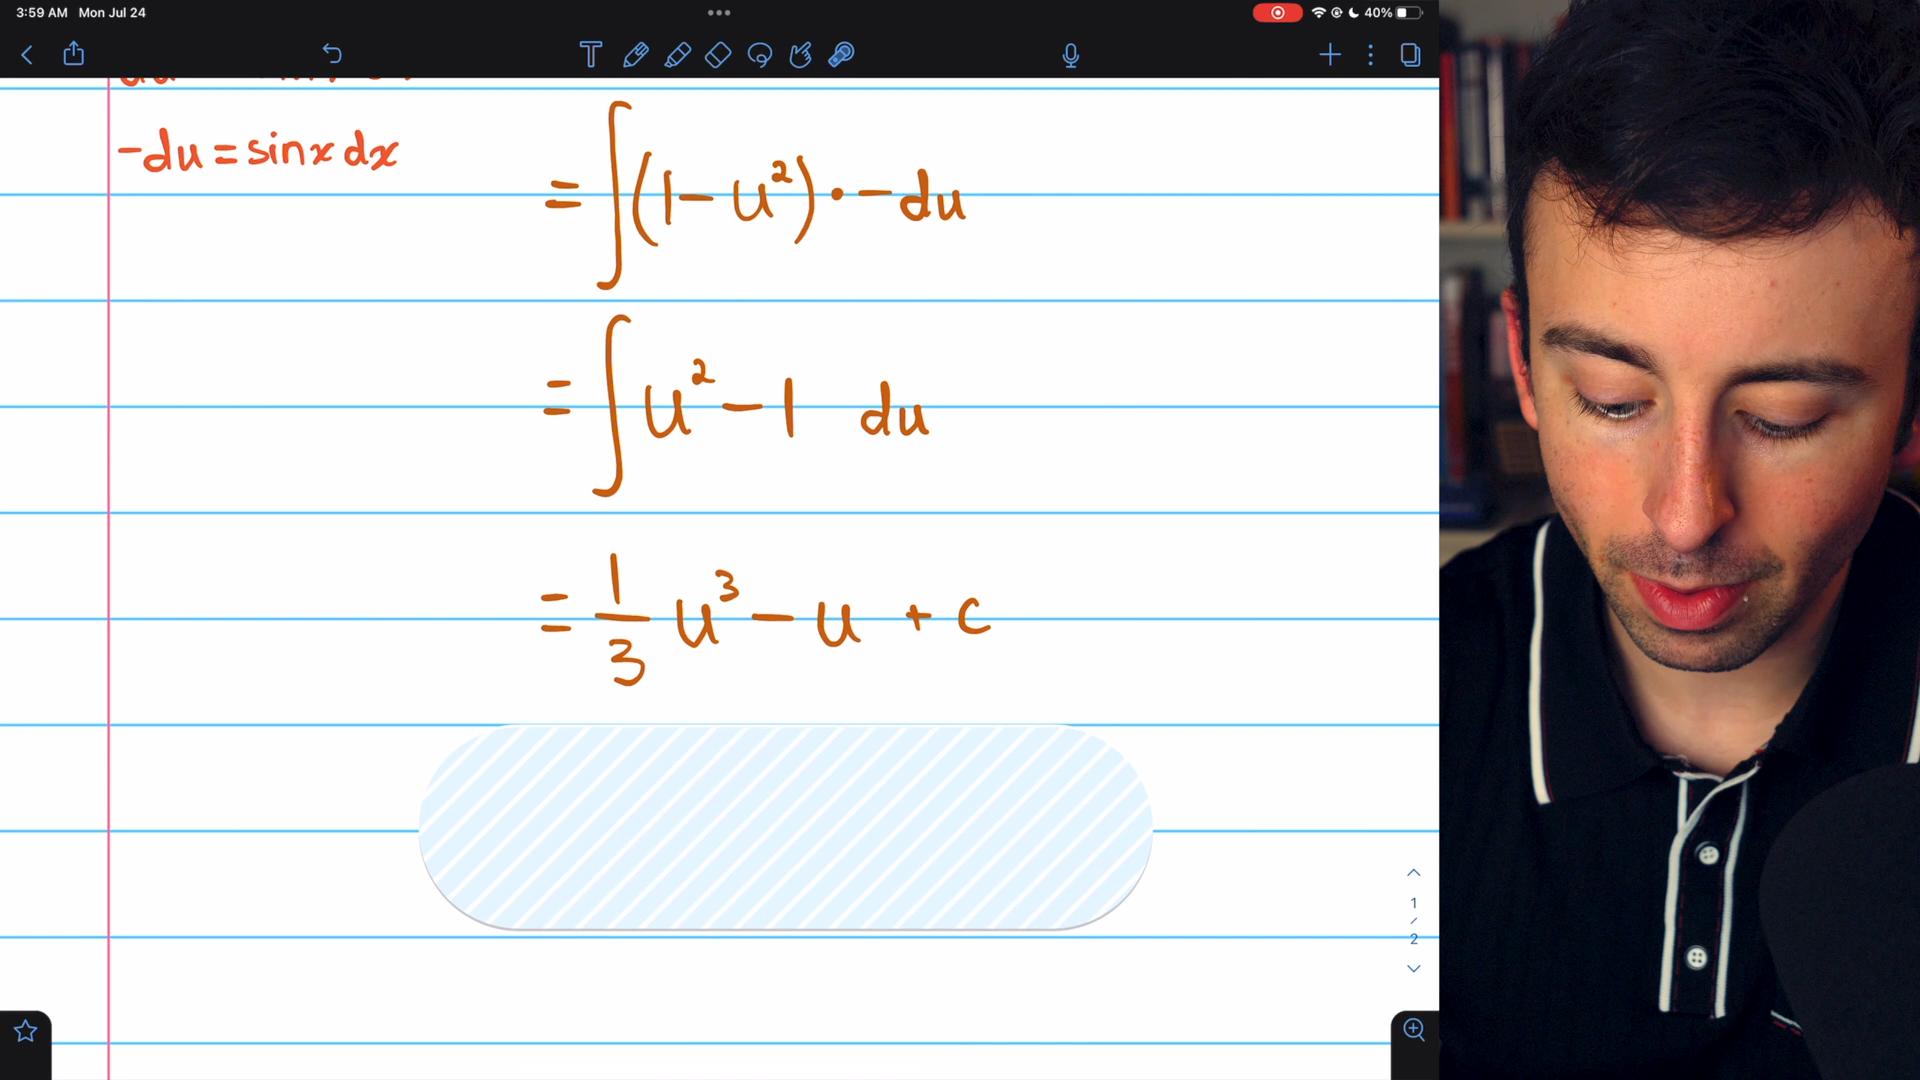 3:59 AM Mon Jul 24
40%
-du = sinx dx
= ∫(1 - u²) · - du
= ∫ u² - 1 du
= 1/3 u³ - u + c
1
/
2